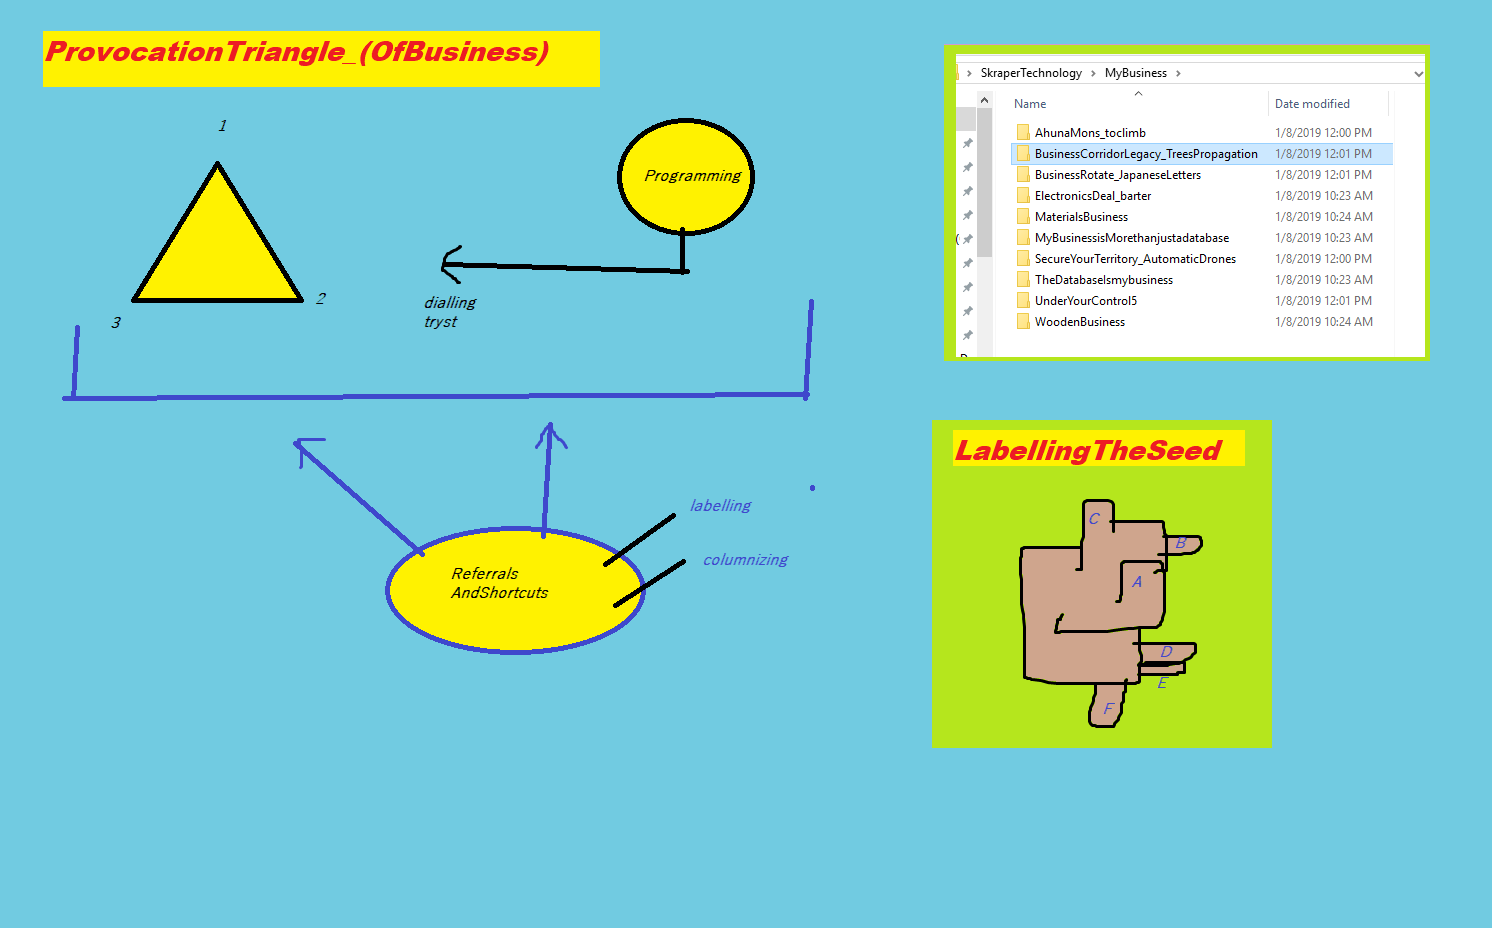 ProvocationTriangle_(OfBusiness)
1
2
3
Programming
dialling
tryst
Referrals
AndShortcuts
labelling
columnizing
SkraperTechnology > MyBusiness >
Name Date modified
AhunaMons_toclimb 1/8/2019 12:00 PM
BusinessCorridorLegacy_TreesPropagation 1/8/2019 12:01 PM
BusinessRotate_JapaneseLetters 1/8/2019 12:01 PM
ElectronicsDeal_barter 1/8/2019 10:23 AM
MaterialsBusiness 1/8/2019 10:24 AM
MyBusinessisMorethanjustadatabase 1/8/2019 10:23 AM
SecureYourTerritory_AutomaticDrones 1/8/2019 12:00 PM
TheDatabaseIsmybusiness 1/8/2019 10:23 AM
UnderYourControl5 1/8/2019 12:01 PM
WoodenBusiness 1/8/2019 10:24 AM
LabellingTheSeed
C
B
A
D
E
F